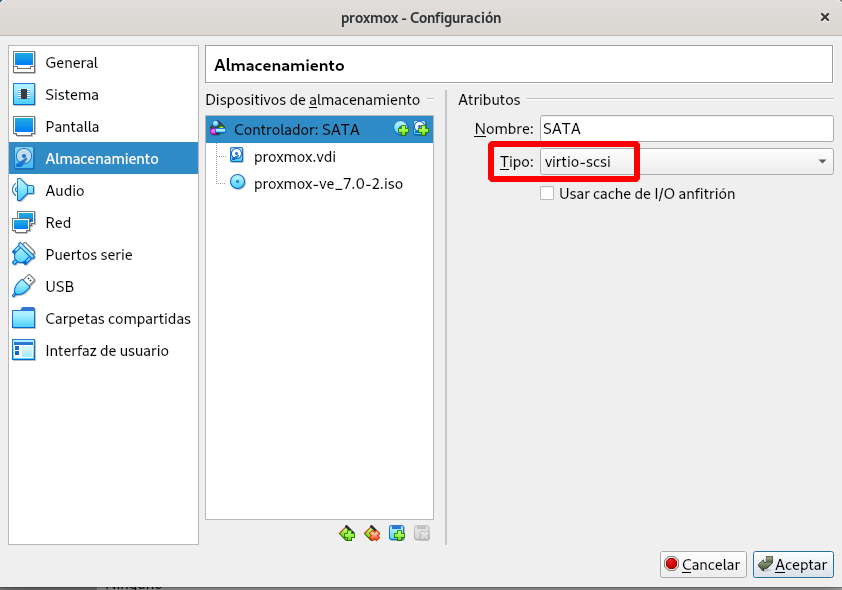 proxmox - Configuración
General
Sistema
Pantalla
Almacenamiento
Audio
Red
Puertos serie
USB
Carpetas compartidas
Interfaz de usuario
Almacenamiento
Dispositivos de almacenamiento
Controlador: SATA
proxmox.vdi
proxmox-ve_7.0-2.iso
Atributos
Nombre: SATA
Tipo: virtio-scsi
Usar cache de I/O anfitrión
Cancelar
Aceptar